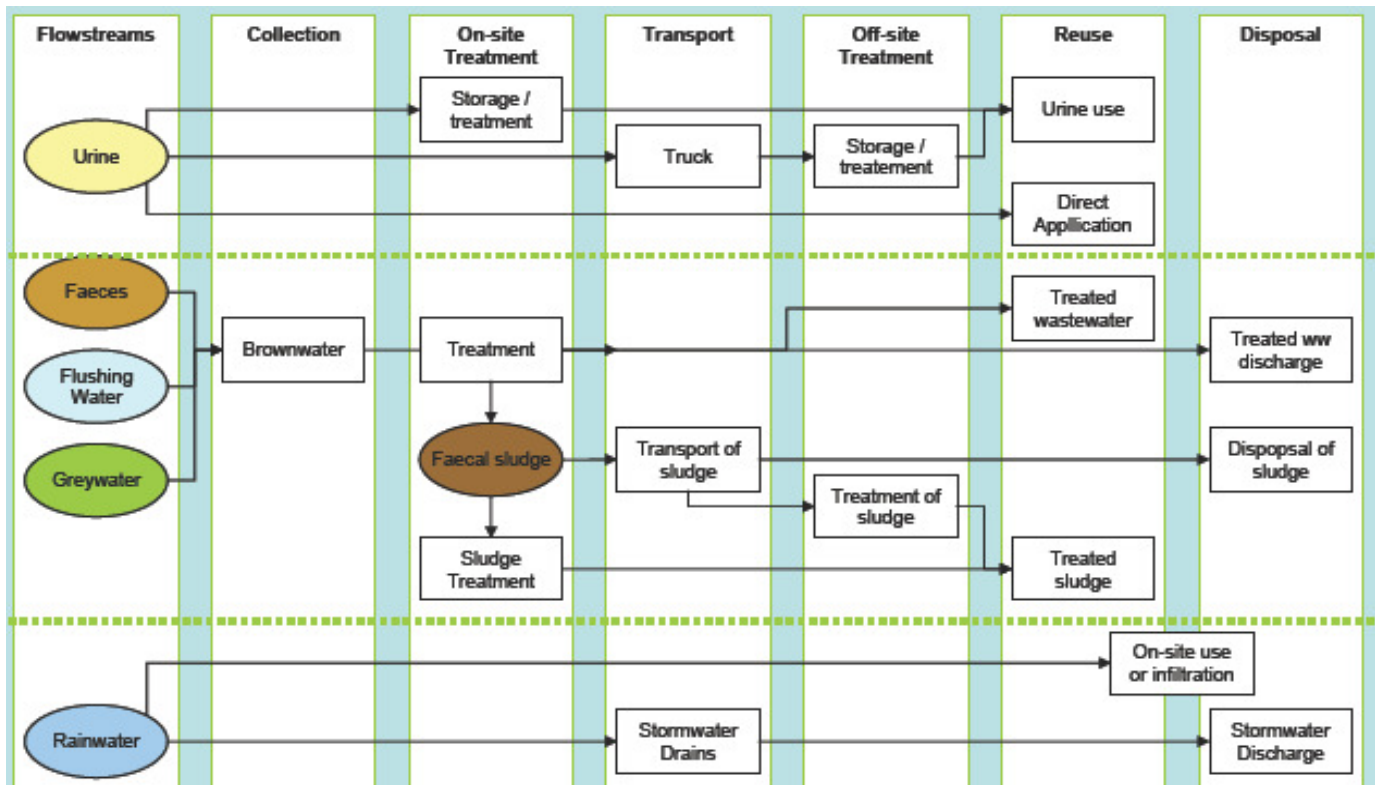 Flowstreams
Collection
On-site
Treatment
Transport
Off-site
Treatment
Reuse
Disposal
Storage /
treatment
Urine use
Urine
Truck
Storage /
treatement
Direct
Appllication
Faeces
Treated
wastewater
Brownwater
Treatment
Treated ww
discharge
Flushing
Water
Faecal sludge
Transport of
sludge
Dispopsal of
sludge
Greywater
Treatment of
sludge
Sludge
Treatment
Treated
sludge
On-site use
or infiltration
Rainwater
Stormwater
Drains
Stormwater
Discharge